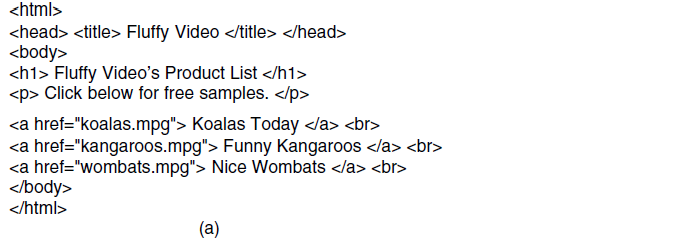 <html>
<head> <title> Fluffy Video </title> </head>
<body>
<h1> Fluffy Video’s Product List </h1>
<p> Click below for free samples. </p>
<a href="koalas.mpg"> Koalas Today </a> <br>
<a href="kangaroos.mpg"> Funny Kangaroos </a> <br>
<a href="wombats.mpg"> Nice Wombats </a> <br>
</body>
</html>
(a)